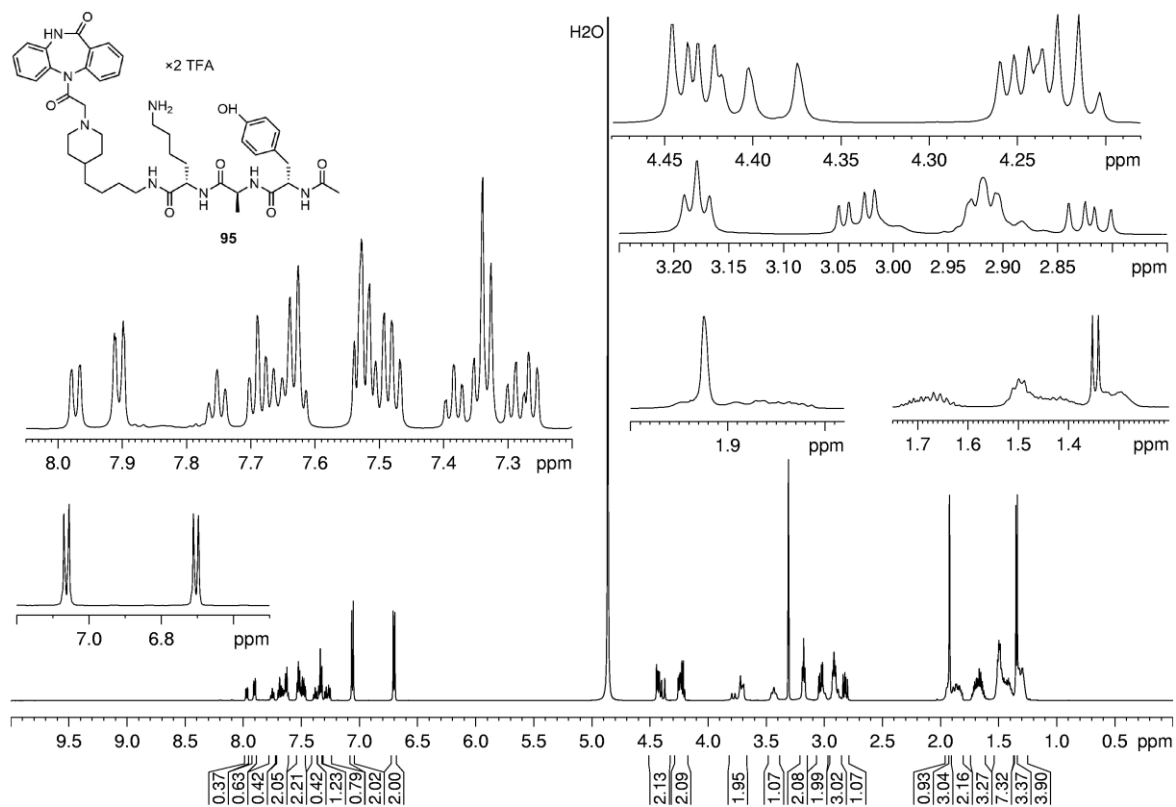 H2O
O
NH
×2 TFA
N
O
NH2
OH
N
O
O
H
N
N
H
O
N
H
O
N
H
O
95
4.45 4.40 4.35 4.30 4.25 ppm
3.20 3.15 3.10 3.05 3.00 2.95 2.90 2.85 ppm
1.9 ppm
1.7 1.6 1.5 1.4 ppm
8.0 7.9 7.8 7.7 7.6 7.5 7.4 7.3 ppm
7.0 6.8 ppm
9.5 9.0 8.5 8.0 7.5 7.0 6.5 6.0 5.5 5.0 4.5 4.0 3.5 3.0 2.5 2.0 1.5 1.0 0.5 ppm
0.37 0.63 0.42 2.05 2.21 0.42 1.23 0.79 2.02 2.00 2.13 2.09 1.95 1.07 2.08 1.99 3.02 1.07 0.93 3.04 2.16 3.27 7.32 3.37 3.90